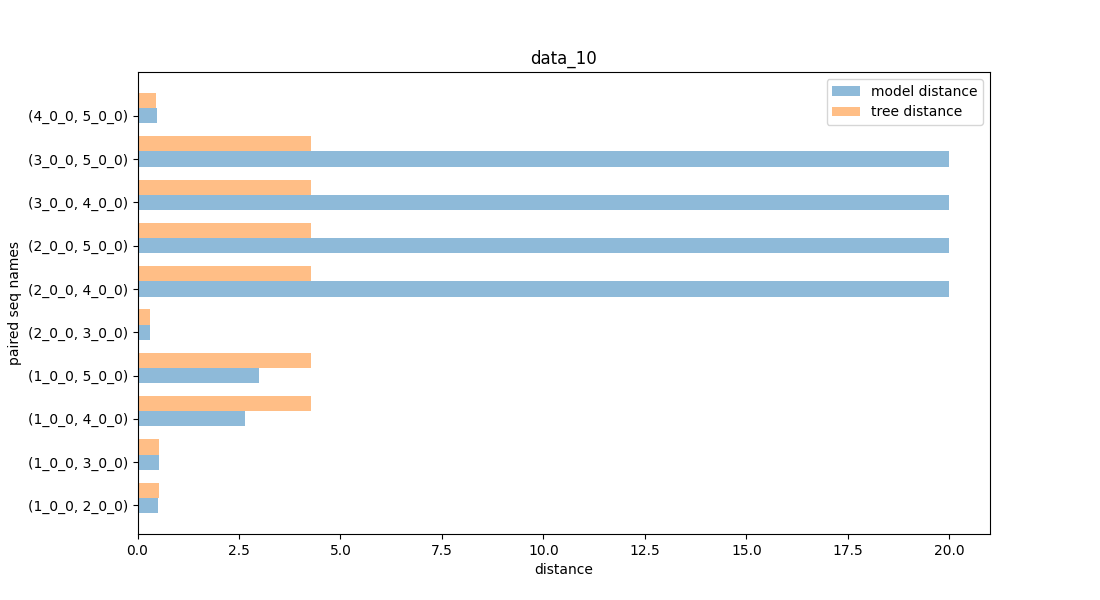 data_10
model distance
tree distance
(4_0_0, 5_0_0)
(3_0_0, 5_0_0)
(3_0_0, 4_0_0)
(2_0_0, 5_0_0)
(2_0_0, 4_0_0)
(2_0_0, 3_0_0)
(1_0_0, 5_0_0)
(1_0_0, 4_0_0)
(1_0_0, 3_0_0)
(1_0_0, 2_0_0)
paired seq names
0.0 2.5 5.0 7.5 10.0 12.5 15.0 17.5 20.0
distance